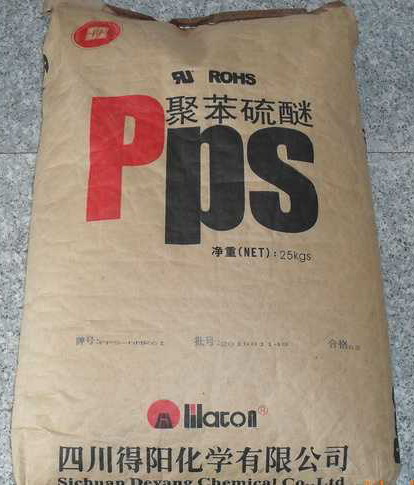 RU ROHS
聚苯硫醚
Pps
净重(NET): 25kgs
牌号: 批号: 合格
Haton®
四川得阳化学有限公司
Sichuan Deyang Chemical Co.,Ltd